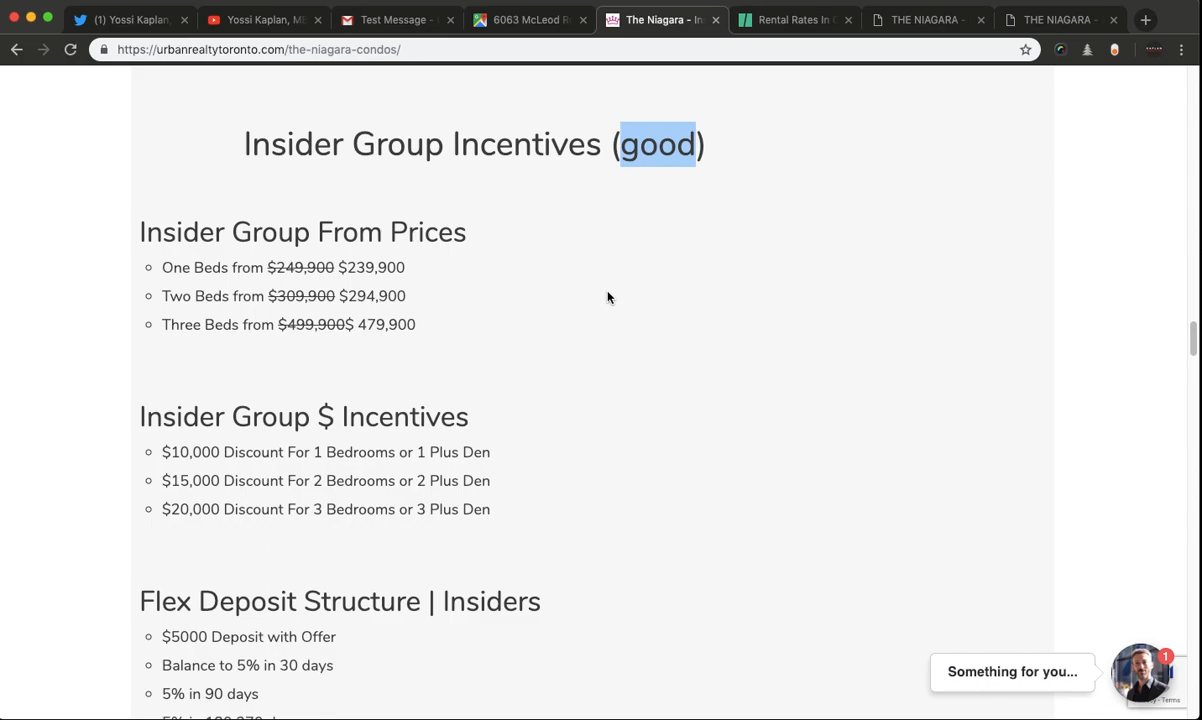 (1) Yossi Kaplan,
Yossi Kaplan, MB
Test Message -
6063 McLeod R
The Niagara - In
Rental Rates In
THE NIAGARA -
THE NIAGARA -
https://urbanrealtytoronto.com/the-niagara-condos/
Insider Group Incentives (good)
Insider Group From Prices
One Beds from $249,900 $239,900
Two Beds from $309,900 $294,900
Three Beds from $499,900$ 479,900
Insider Group $ Incentives
$10,000 Discount For 1 Bedrooms or 1 Plus Den
$15,000 Discount For 2 Bedrooms or 2 Plus Den
$20,000 Discount For 3 Bedrooms or 3 Plus Den
Flex Deposit Structure | Insiders
$5000 Deposit with Offer
Balance to 5% in 30 days
5% in 90 days
Something for you...
1
- Terms